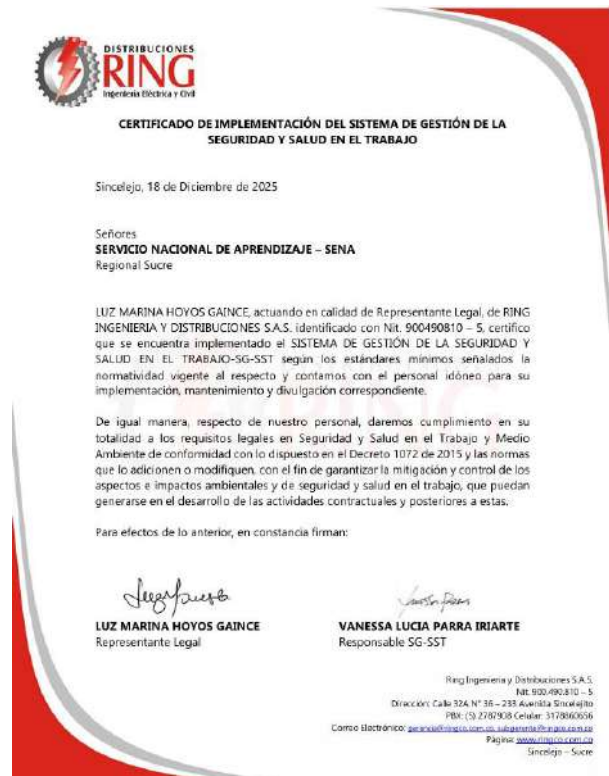 DISTRIBUCIONES
RING
Ingeniería Eléctrica y Civil
CERTIFICADO DE IMPLEMENTACIÓN DEL SISTEMA DE GESTIÓN DE LA
SEGURIDAD Y SALUD EN EL TRABAJO
Sincelejo, 18 de Diciembre de 2025
Señores
SERVICIO NACIONAL DE APRENDIZAJE – SENA
Regional Sucre
LUZ MARINA HOYOS GAINCE, actuando en calidad de Representante Legal, de RING
INGENIERIA Y DISTRIBUCIONES S.A.S. identificado con Nit. 900490810 – 5, certifico
que se encuentra implementado el SISTEMA DE GESTIÓN DE LA SEGURIDAD Y
SALUD EN EL TRABAJO-SG-SST según los estándares mínimos señalados la
normatividad vigente al respecto y contamos con el personal idóneo para su
implementación, mantenimiento y divulgación correspondiente.
De igual manera, respecto de nuestro personal, daremos cumplimiento en su
totalidad a los requisitos legales en Seguridad y Salud en el Trabajo y Medio
Ambiente de conformidad con lo dispuesto en el Decreto 1072 de 2015 y las normas
que lo adicionen o modifiquen, con el fin de garantizar la mitigación y control de los
aspectos e impactos ambientales y de seguridad y salud en el trabajo, que puedan
generarse en el desarrollo de las actividades contractuales y posteriores a estas.
Para efectos de lo anterior, en constancia firman:
LUZ MARINA HOYOS GAINCE
Representante Legal
VANESSA LUCIA PARRA IRIARTE
Responsable SG-SST
Ring Ingenieria y Distribuciones S.A.S.
Nit. 900.490.810 – 5
Dirección: Calle 32A N° 36 – 233 Avenida Sincelejito
PBX: (5) 2787908 Celular: 3178860656
Correo Electrónico: gerencia@ringco.com.co, subgerente@ringco.com.co
Página: www.ringco.com.co
Sincelejo – Sucre